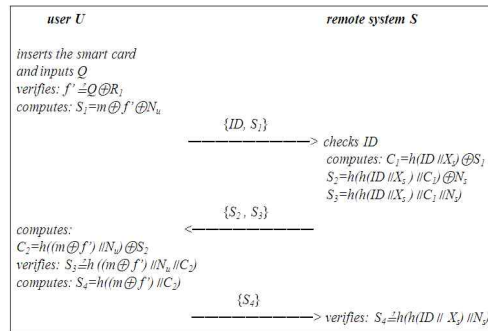 user U remote system S
inserts the smart card
and inputs Q
verifies: f' ≟Q⊕R₁
computes: S₁=m⊕f'⊕Nᵤ
{ID, S₁}
checks ID
computes: C₁=h(ID//Xₛ)⊕S₁
S₂=h(h(ID//Xₛ)//C₁)⊕Nₛ
S₃=h(h(ID//Xₛ)//C₁//Nₛ)
{S₂, S₃}
computes:
C₂=h((m⊕f')//Nᵤ)⊕S₂
verifies: S₃≟h((m⊕f')//Nᵤ//C₂)
computes: S₄=h((m⊕f')//C₂)
{S₄}
verifies: S₄≟h(h(ID//Xₛ)//Nₛ)